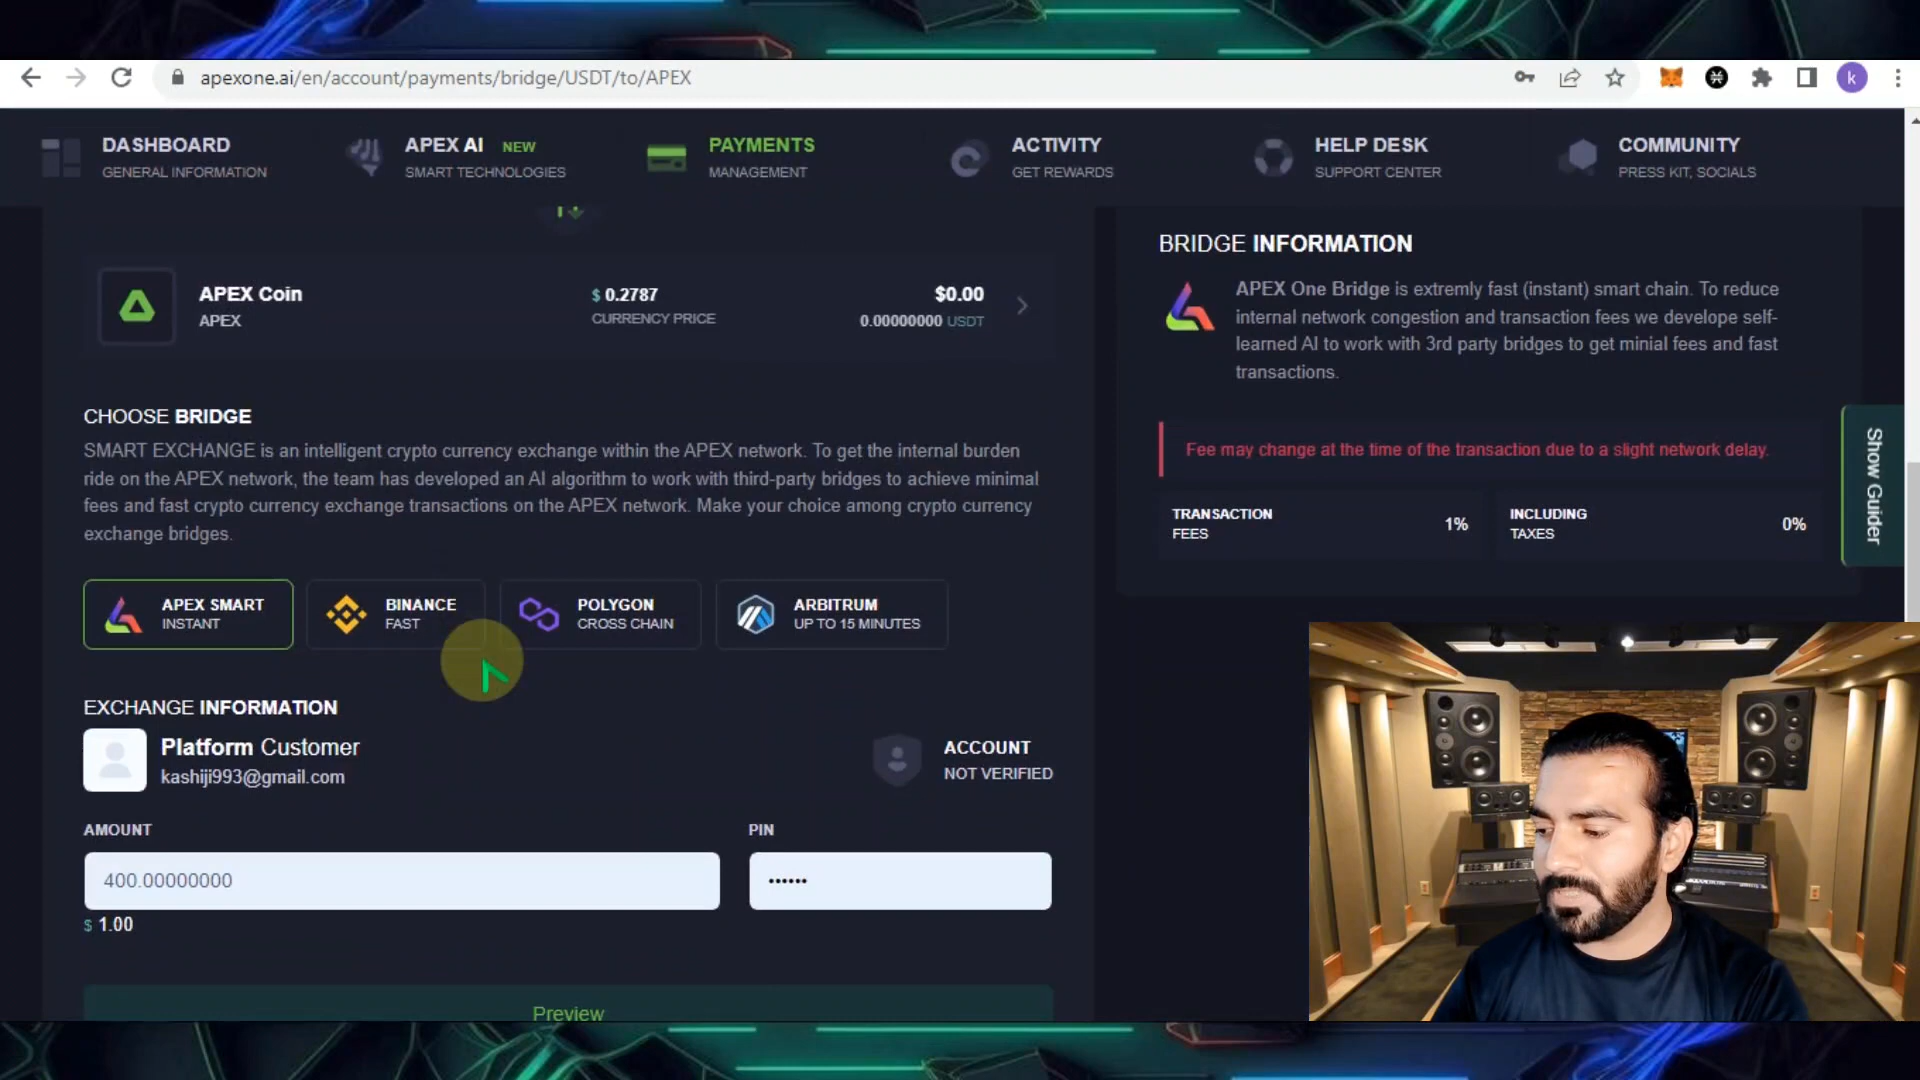 apexone.ai/en/account/payments/bridge/USDT/to/APEX
k
DASHBOARD
GENERAL INFORMATION
APEX AI NEW
SMART TECHNOLOGIES
PAYMENTS
MANAGEMENT
ACTIVITY
GET REWARDS
HELP DESK
SUPPORT CENTER
COMMUNITY
PRESS KIT, SOCIALS
APEX Coin
APEX
$ 0.2787
CURRENCY PRICE
$0.00
0.00000000 USDT
CHOOSE BRIDGE
SMART EXCHANGE is an intelligent crypto currency exchange within the APEX network. To get the internal burden
ride on the APEX network, the team has developed an AI algorithm to work with third-party bridges to achieve minimal
fees and fast crypto currency exchange transactions on the APEX network. Make your choice among crypto currency
exchange bridges.
APEX SMART
INSTANT
BINANCE
FAST
POLYGON
CROSS CHAIN
ARBITRUM
UP TO 15 MINUTES
EXCHANGE INFORMATION
Platform Customer
kashiji993@gmail.com
ACCOUNT
NOT VERIFIED
AMOUNT
PIN
400.00000000
••••••
$ 1.00
Preview
BRIDGE INFORMATION
APEX One Bridge is extremly fast (instant) smart chain. To reduce
internal network congestion and transaction fees we develope self-
learned AI to work with 3rd party bridges to get minial fees and fast
transactions.
Fee may change at the time of the transaction due to a slight network delay.
TRANSACTION
FEES
1%
INCLUDING
TAXES
0%
Show Guider